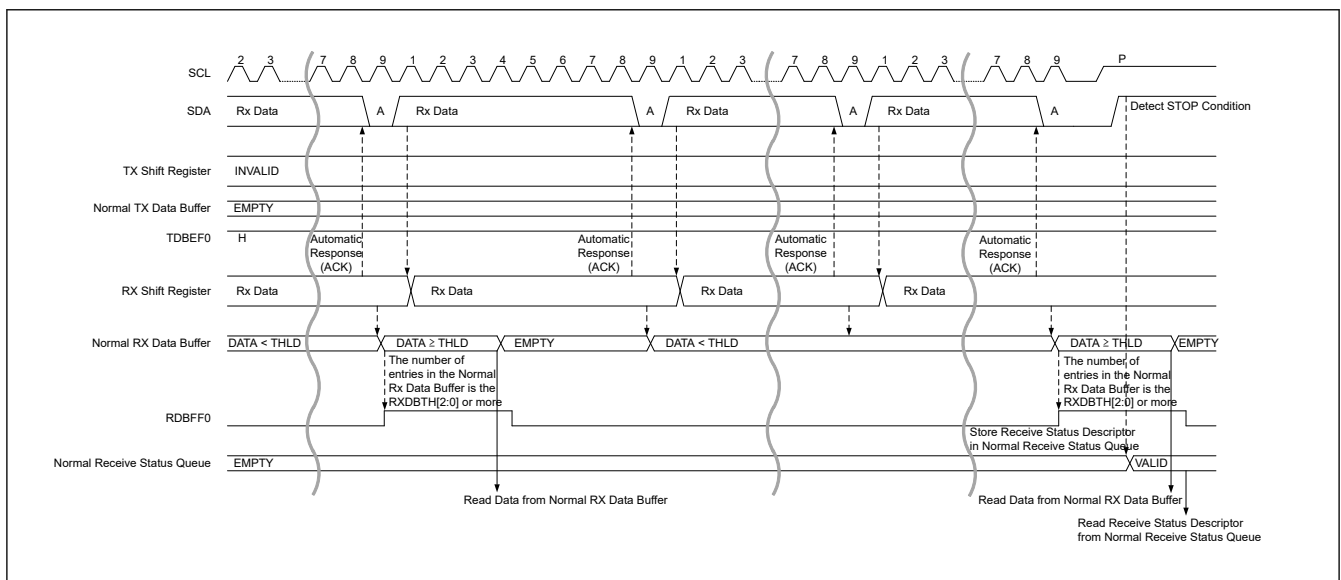 2 3 7 8 9 1 2 3 4 5 6 7 8 9 1 2 3 7 8 9 1 2 3 7 8 9 P
SCL
SDA Rx Data A Rx Data A Rx Data A Rx Data A Detect STOP Condition
TX Shift Register INVALID
Normal TX Data Buffer EMPTY
TDBEF0 H
Automatic Automatic Automatic Automatic
Response Response Response Response
(ACK) (ACK) (ACK) (ACK)
RX Shift Register Rx Data Rx Data Rx Data Rx Data
Normal RX Data Buffer DATA < THLD DATA ≥ THLD EMPTY DATA < THLD DATA ≥ THLD EMPTY
The number of The number of
entries in the Normal entries in the Normal
Rx Data Buffer is the Rx Data Buffer is the
RXDBTH[2:0] or more RXDBTH[2:0] or more
RDBFF0
Store Receive Status Descriptor
in Normal Receive Status Queue
Normal Receive Status Queue EMPTY VALID
Read Data from Normal RX Data Buffer Read Data from Normal RX Data Buffer
Read Receive Status Descriptor
from Normal Receive Status Queue